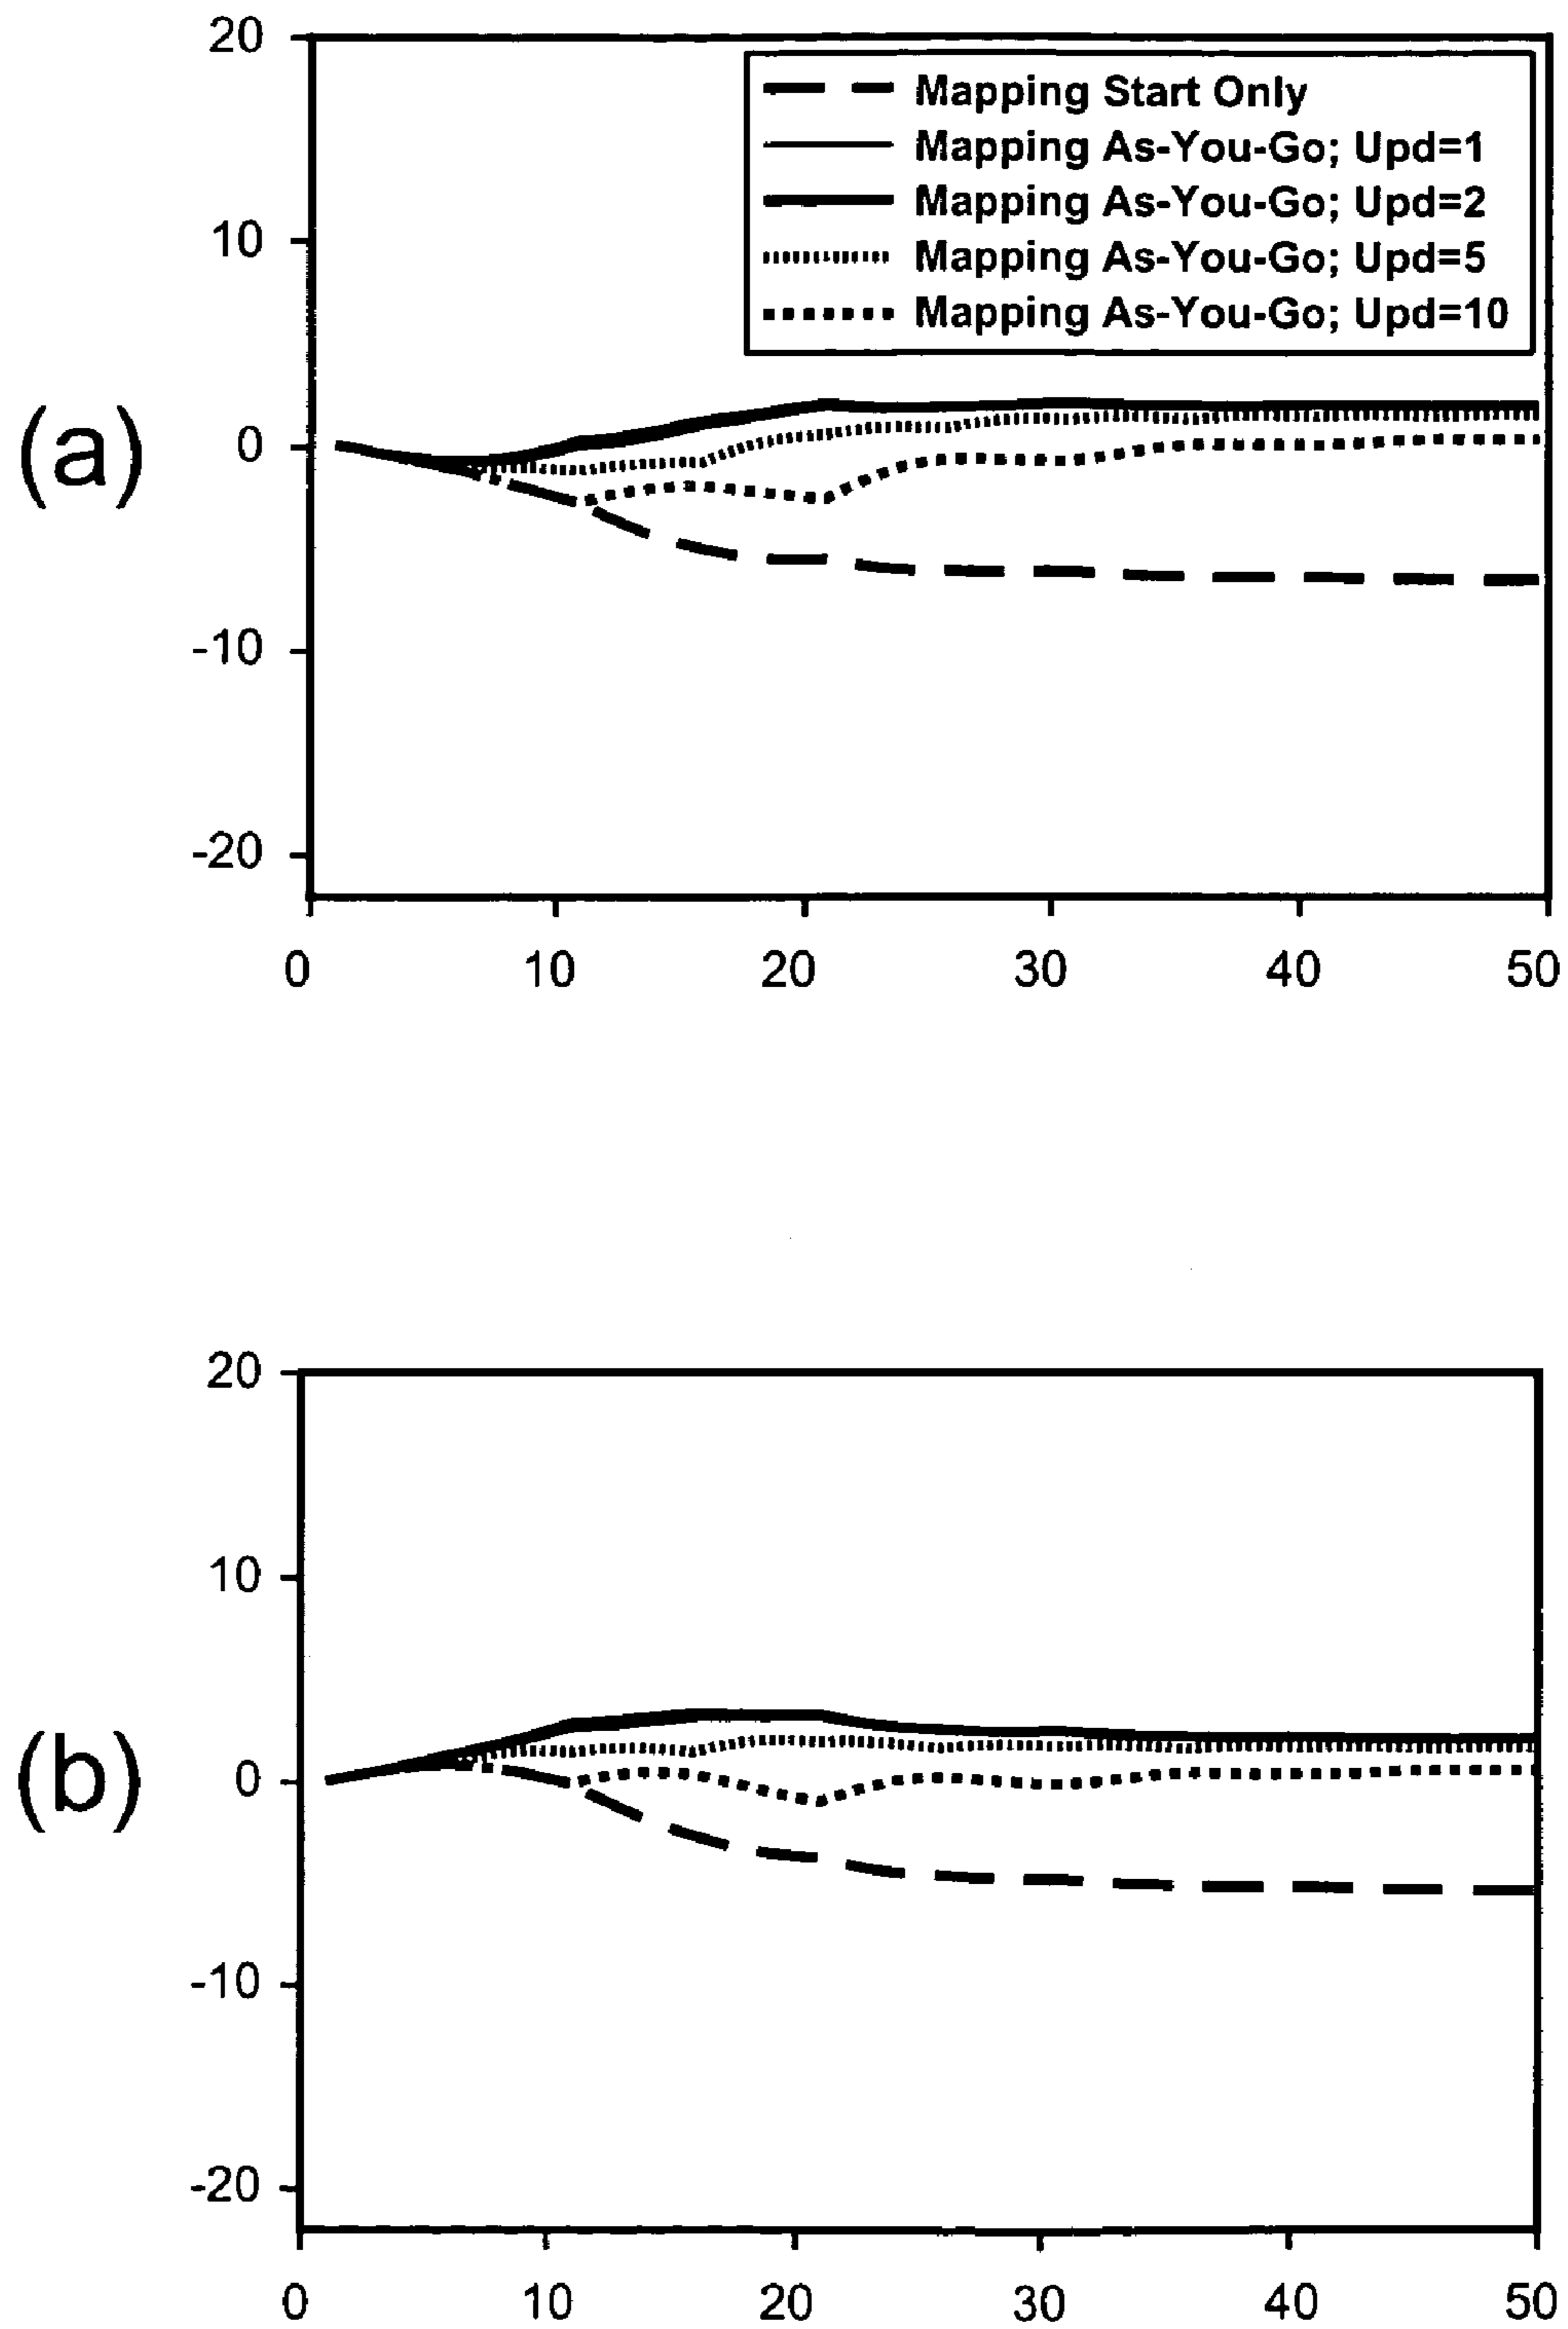 20
Mapping Start Only
Mapping As-You-Go; Upd=1
Mapping As-You-Go; Upd=2
10
Mapping As-You-Go; Upd=5
Mapping As-You-Go; Upd=10
(a)
0
-10
-20
0 10 20 30 40 50
20
10
(b)
0
-10
-20
0 10 20 30 40 50